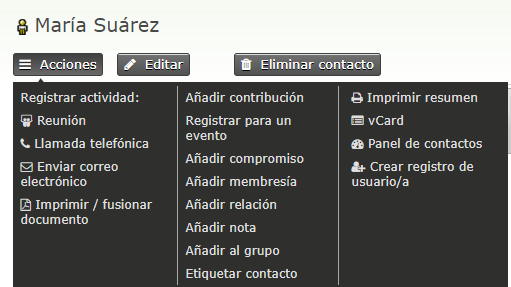 María Suárez
Acciones
Editar
Eliminar contacto
Registrar actividad:
Reunión
Llamada telefónica
Enviar correo
electrónico
Imprimir / fusionar
documento
Añadir contribución
Registrar para un
evento
Añadir compromiso
Añadir membresía
Añadir relación
Añadir nota
Añadir al grupo
Etiquetar contacto
Imprimir resumen
vCard
Panel de contactos
Crear registro de
usuario/a